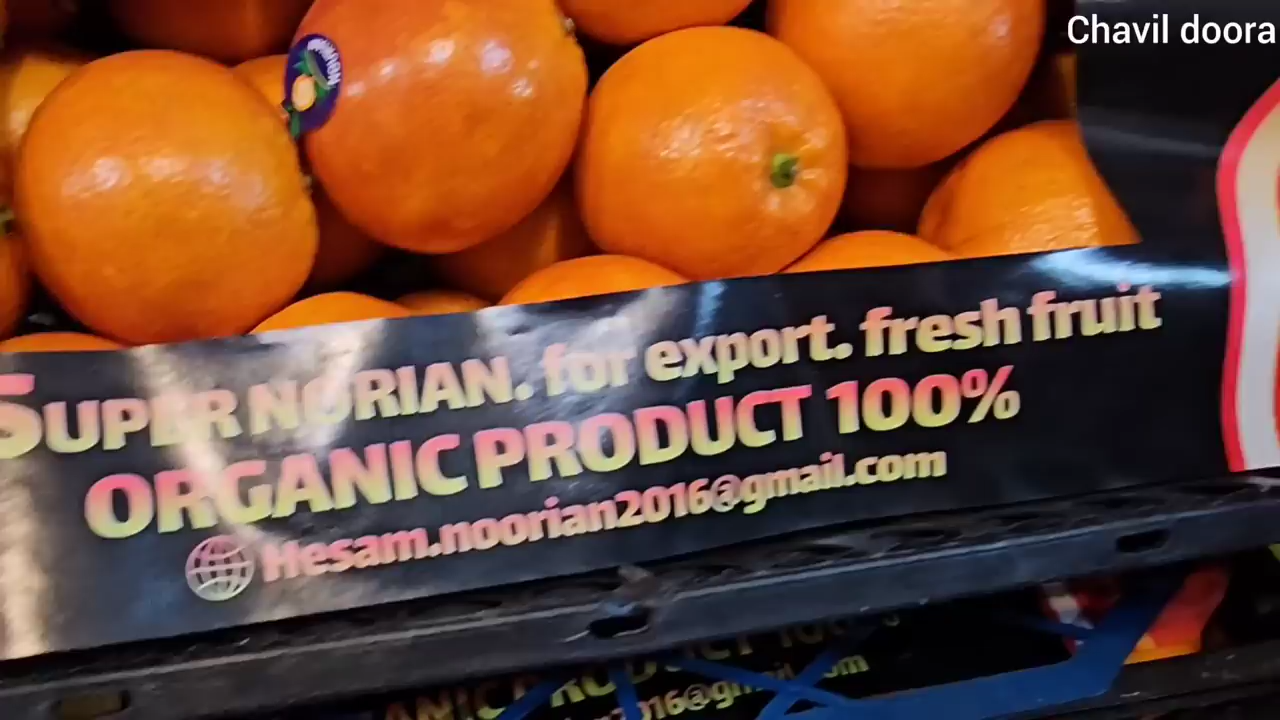 Chavil doora
SUPER NORIAN. for export. fresh fruit
ORGANIC PRODUCT 100%
Hesam.noorian2016@gmail.com